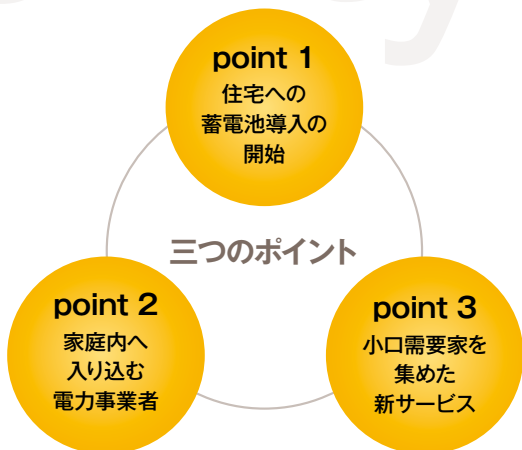 point 1
住宅への
蓄電池導入の
開始
三つのポイント
point 2
家庭内へ
入り込む
電力事業者
point 3
小口需要家を
集めた
新サービス